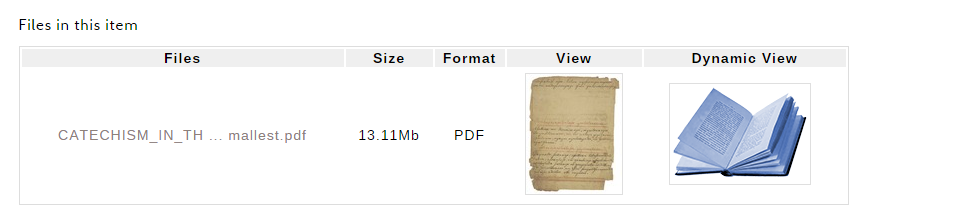 Files in this item
Files Size Format View Dynamic View
CATECHISM_IN_TH ... mallest.pdf 13.11Mb PDF